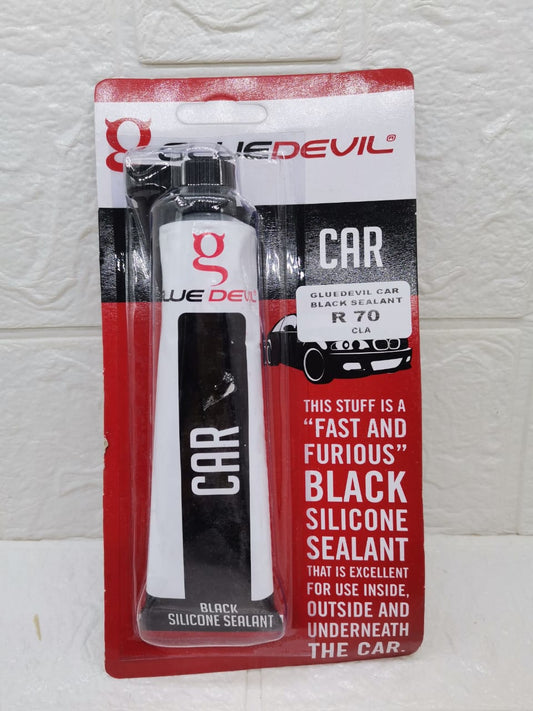 g GLUEDEVIL®
CAR
GLUEDEVIL CAR
BLACK SEALANT
R 70
CLA
THIS STUFF IS A
"FAST AND
FURIOUS"
BLACK
SILICONE
SEALANT
THAT IS EXCELLENT
FOR USE INSIDE,
OUTSIDE AND
UNDERNEATH
THE CAR.
g
GLUE DEVIL
CAR
BLACK
SILICONE SEALANT